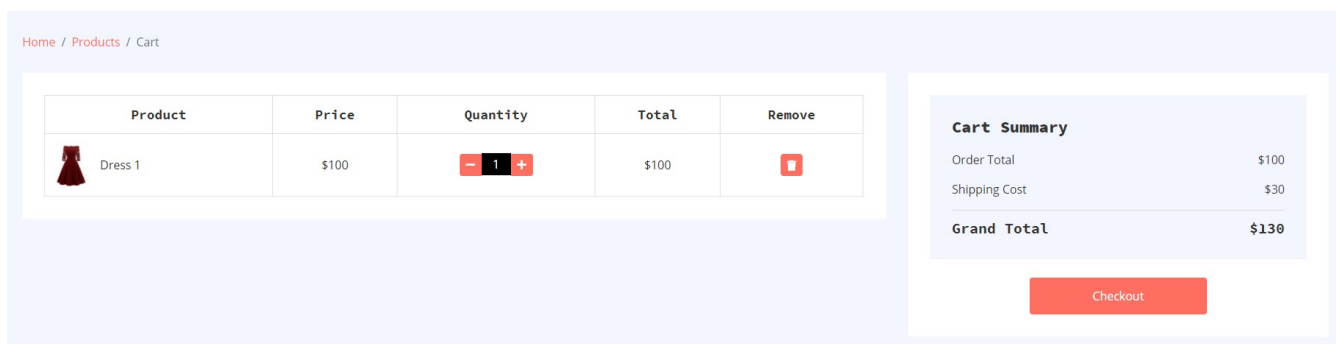 Home / Products / Cart
Product Price Quantity Total Remove
Dress 1 $100 − 1 + $100
Cart Summary
Order Total $100
Shipping Cost $30
Grand Total $130
Checkout